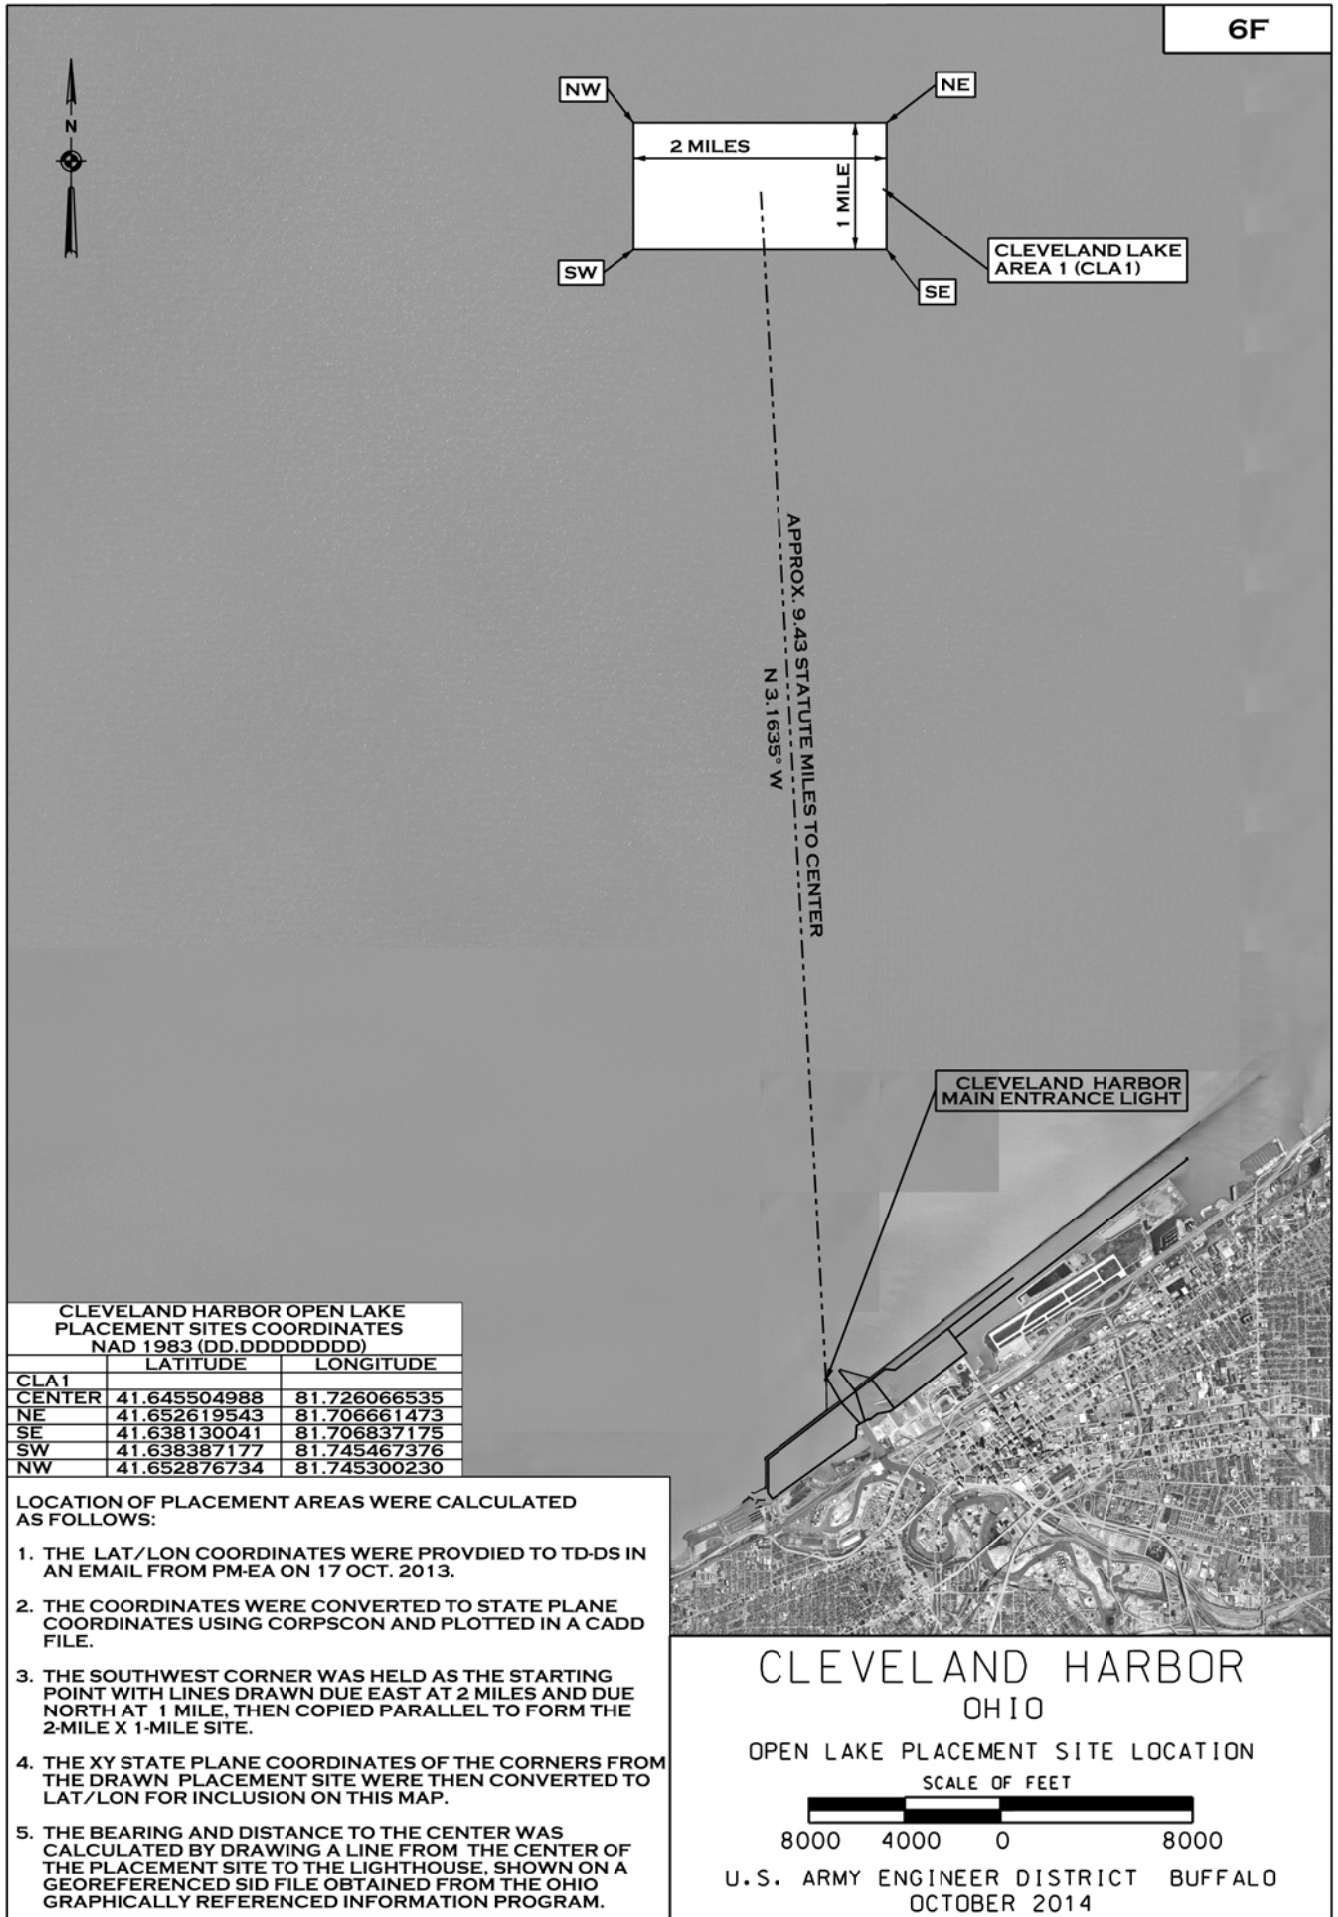 6F
N
NW
NE
2 MILES
1 MILE
SW
SE
CLEVELAND LAKE
AREA 1 (CLA1)
APPROX. 9.43 STATUTE MILES TO CENTER
N 3.1635° W
CLEVELAND HARBOR
MAIN ENTRANCE LIGHT
CLEVELAND HARBOR OPEN LAKE
PLACEMENT SITES COORDINATES
NAD 1983 (DD.DDDDDDDD)
LATITUDE LONGITUDE
CLA1
CENTER 41.645504988 81.726066535
NE 41.652619543 81.706661473
SE 41.638130041 81.706837175
SW 41.638387177 81.745467376
NW 41.652876734 81.745300230
LOCATION OF PLACEMENT AREAS WERE CALCULATED
AS FOLLOWS:
1. THE LAT/LON COORDINATES WERE PROVDIED TO TD-DS IN
AN EMAIL FROM PM-EA ON 17 OCT. 2013.
2. THE COORDINATES WERE CONVERTED TO STATE PLANE
COORDINATES USING CORPSCON AND PLOTTED IN A CADD
FILE.
3. THE SOUTHWEST CORNER WAS HELD AS THE STARTING
POINT WITH LINES DRAWN DUE EAST AT 2 MILES AND DUE
NORTH AT 1 MILE, THEN COPIED PARALLEL TO FORM THE
2-MILE X 1-MILE SITE.
4. THE XY STATE PLANE COORDINATES OF THE CORNERS FROM
THE DRAWN PLACEMENT SITE WERE THEN CONVERTED TO
LAT/LON FOR INCLUSION ON THIS MAP.
5. THE BEARING AND DISTANCE TO THE CENTER WAS
CALCULATED BY DRAWING A LINE FROM THE CENTER OF
THE PLACEMENT SITE TO THE LIGHTHOUSE, SHOWN ON A
GEOREFERENCED SID FILE OBTAINED FROM THE OHIO
GRAPHICALLY REFERENCED INFORMATION PROGRAM.
CLEVELAND HARBOR
OHIO
OPEN LAKE PLACEMENT SITE LOCATION
SCALE OF FEET
8000 4000 0 8000
U.S. ARMY ENGINEER DISTRICT BUFFALO
OCTOBER 2014